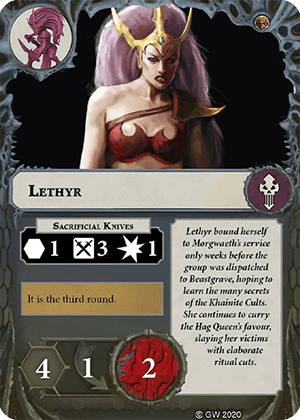 Lethyr
Sacrificial Knives
1 3 1
It is the third round.
Lethyr bound herself
to Morgwaeth's service
only weeks before the
group was dispatched
to Beastgrave, hoping to
learn the many secrets
of the Khainite Cults.
She continues to curry
the Hag Queen's favour,
slaying her victims
with elaborate
ritual cuts.
4 1 2
© GW 2020